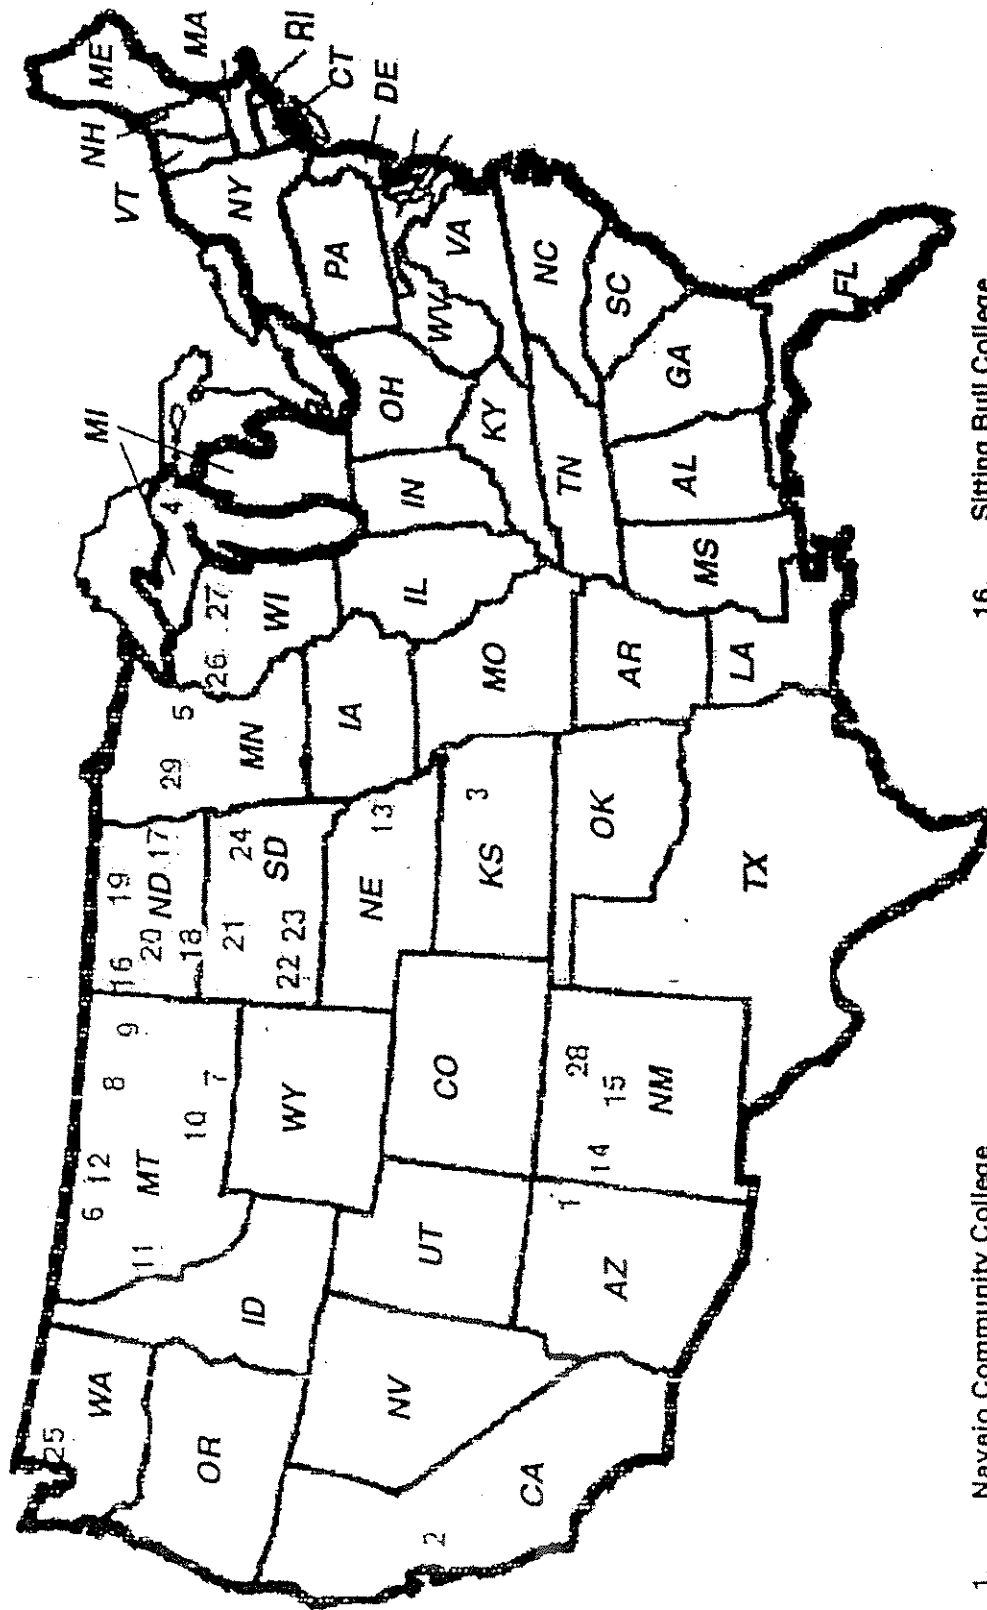 ME
NH
MA
VT
RI
NY
CT
MI
DE
PA
4
27
WI
26
5
MN
29
OH
WV
VA
IN
KY
NC
IL
IA
MO
TN
SC
GA
AL
MS
AR
LA
FL
19
ND 17
16
20
18
24
SD
21
22 23
13
NE
3
KS
OK
TX
9
8
12
6
MT
11
10
7
WY
CO
28
15
NM
14
1
AZ
UT
ID
WA
25
OR
NV
CA
2
1. Navajo Community College
16. Sitting Bull College